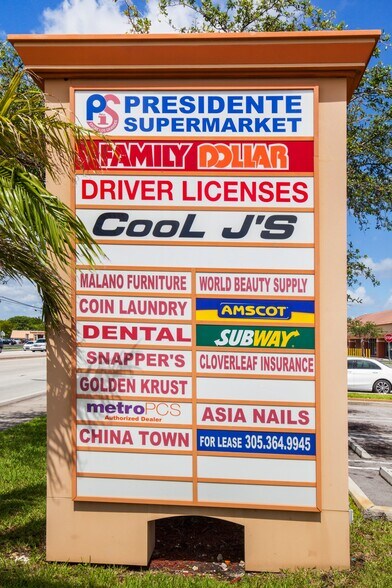 PS PRESIDENTE
SUPERMARKET
FAMILY DOLLAR
DRIVER LICENSES
COOL J'S
MALANO FURNITURE
WORLD BEAUTY SUPPLY
COIN LAUNDRY
AMSCOT
DENTAL
SUBWAY
SNAPPER'S
CLOVERLEAF INSURANCE
GOLDEN KRUST
metroPCS
Authorized Dealer
ASIA NAILS
CHINA TOWN
FOR LEASE 305.364.9945